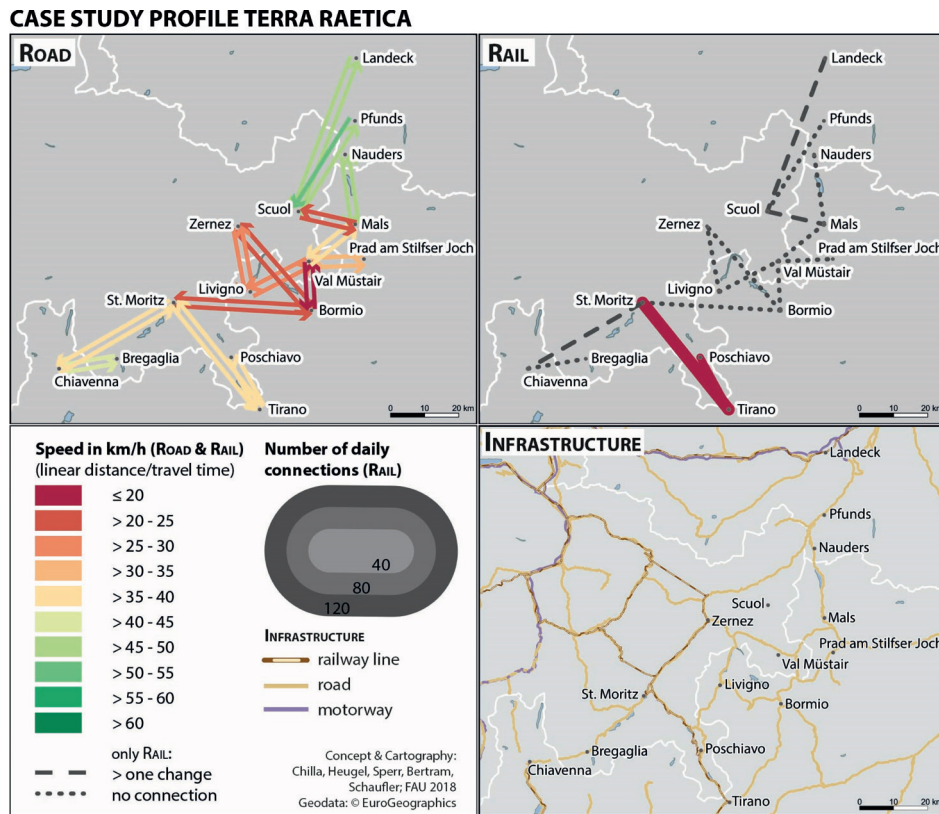 CASE STUDY PROFILE TERRA RAETICA
ROAD
Landeck
Pfunds
Nauders
Scuol
Mals
Zernez
Prad am Stilfser Joch
Val Müstair
Livigno
St. Moritz
Bormio
Bregaglia
Poschiavo
Chiavenna
Tirano
0 10 20 km
RAIL
Landeck
Pfunds
Nauders
Scuol
Mals
Zernez
Prad am Stilfser Joch
Val Müstair
Livigno
St. Moritz
Bormio
Bregaglia
Poschiavo
Chiavenna
Tirano
0 10 20 km
Speed in km/h (ROAD & RAIL)
(linear distance/travel time)
≤ 20
> 20 - 25
> 25 - 30
> 30 - 35
> 35 - 40
> 40 - 45
> 45 - 50
> 50 - 55
> 55 - 60
> 60
only RAIL:
> one change
no connection
Number of daily
connections (RAIL)
40
80
120
INFRASTRUCTURE
railway line
road
motorway
Concept & Cartography:
Chilla, Heugel, Sperr, Bertram,
Schaufler; FAU 2018
Geodata: © EuroGeographics
INFRASTRUCTURE
Landeck
Pfunds
Nauders
Scuol
Zernez
Mals
Prad am Stilfser Joch
Val Müstair
Livigno
St. Moritz
Bormio
Bregaglia
Poschiavo
Chiavenna
Tirano
0 10 20 km